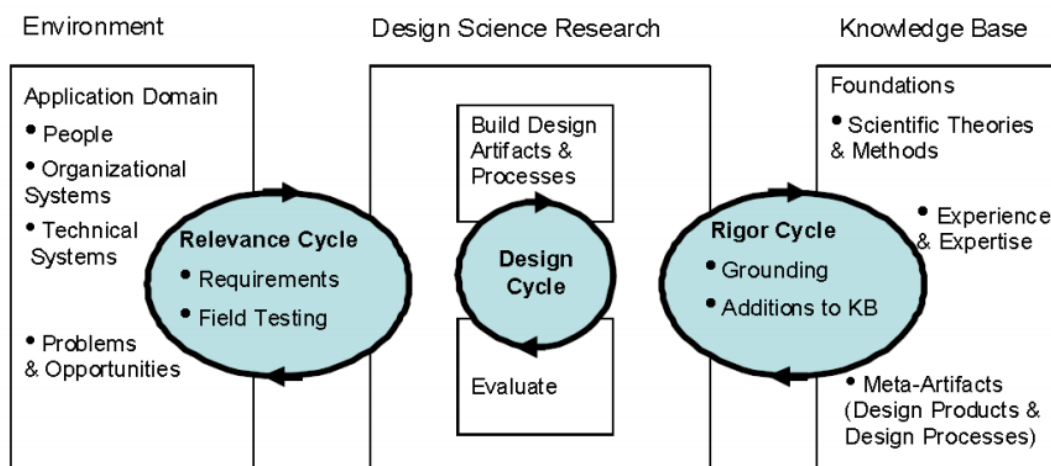 Environment
Design Science Research
Knowledge Base
Application Domain
• People
• Organizational
Systems
• Technical
Systems
• Problems
& Opportunities
Relevance Cycle
• Requirements
• Field Testing
Build Design
Artifacts &
Processes
Design
Cycle
Evaluate
Rigor Cycle
• Grounding
• Additions to KB
Foundations
• Scientific Theories
& Methods
• Experience
& Expertise
• Meta-Artifacts
(Design Products &
Design Processes)